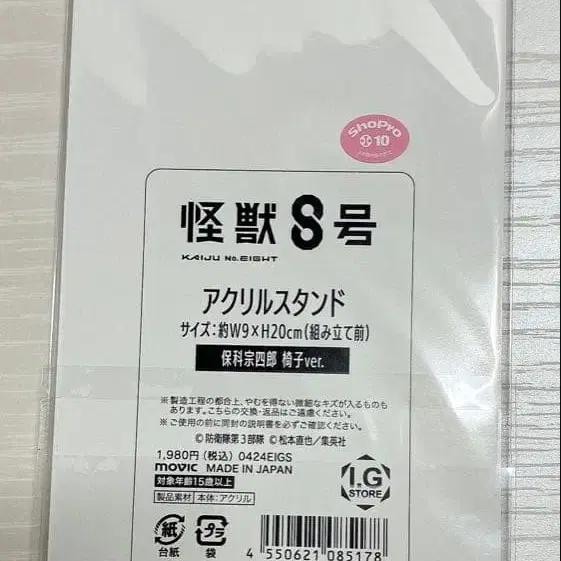 ShoPro
10
怪獣8号
KAIJU No.EIGHT
アクリルスタンド
サイズ:約W9×H20cm(組み立て前)
保科宗四郎 椅子ver.
※製造工程の都合上、やむを得ない微細なキズが入るものも
あります。こちらの交換・返品はご遠慮ください。
※ご使用の前に同封の説明書を必ずご確認ください。
©防衛隊第3部隊 ©松本直也/集英社
1,980円(税込) 0424EIGS
movic MADE IN JAPAN
対象年齢15歳以上
製品素材 本体:アクリル
I.G
STORE
紙
台紙
プラ
袋
4 550621 085178